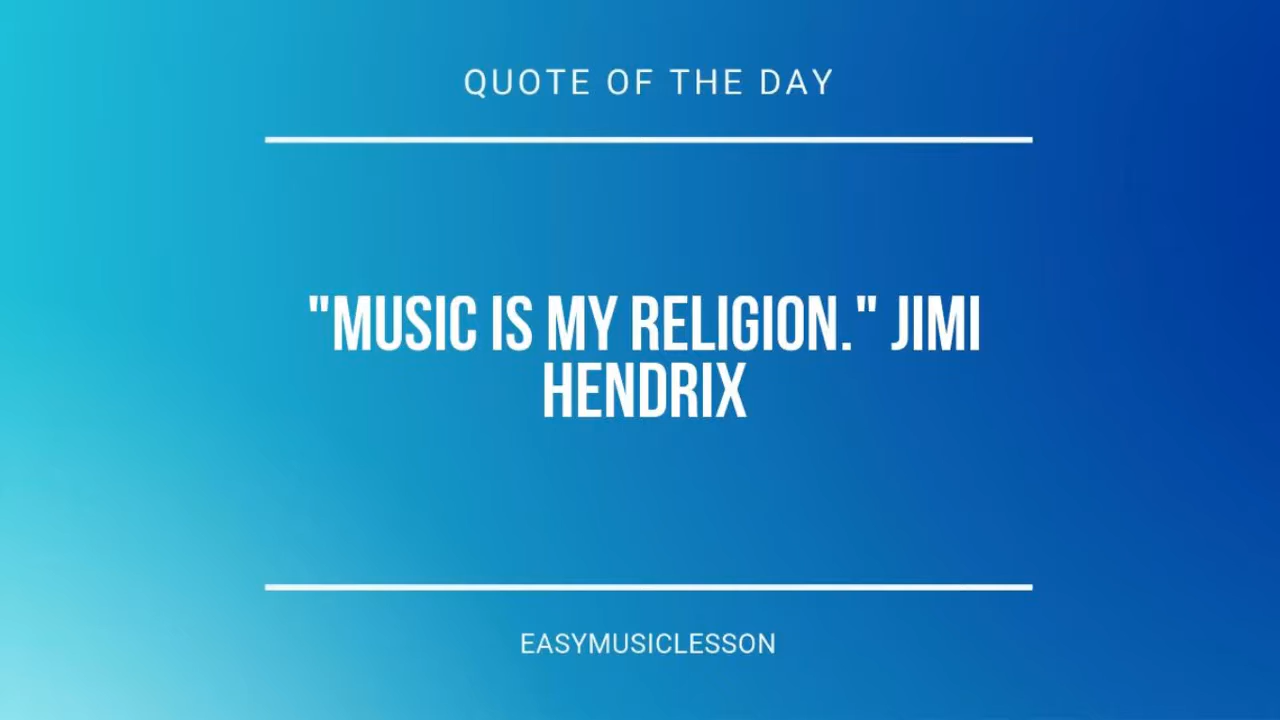 QUOTE OF THE DAY
"MUSIC IS MY RELIGION." JIMI
HENDRIX
EASYMUSICLESSON